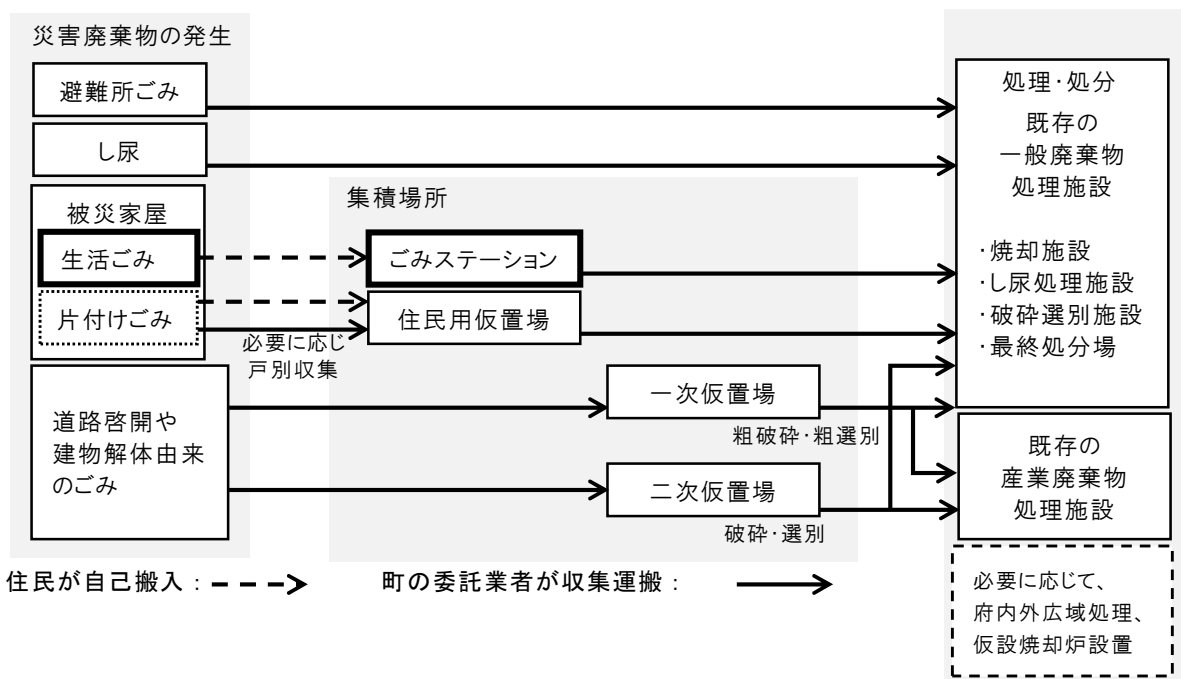 災害廃棄物の発生
避難所ごみ
し尿
被災家屋
生活ごみ
片付けごみ
必要に応じ
戸別収集
道路啓開や
建物解体由来
のごみ
集積場所
ごみステーション
住民用仮置場
一次仮置場
粗破砕・粗選別
二次仮置場
破砕・選別
処理・処分
既存の
一般廃棄物
処理施設
・焼却施設
・し尿処理施設
・破砕選別施設
・最終処分場
既存の
産業廃棄物
処理施設
必要に応じて、
府内外広域処理、
仮設焼却炉設置
住民が自己搬入：
町の委託業者が収集運搬：